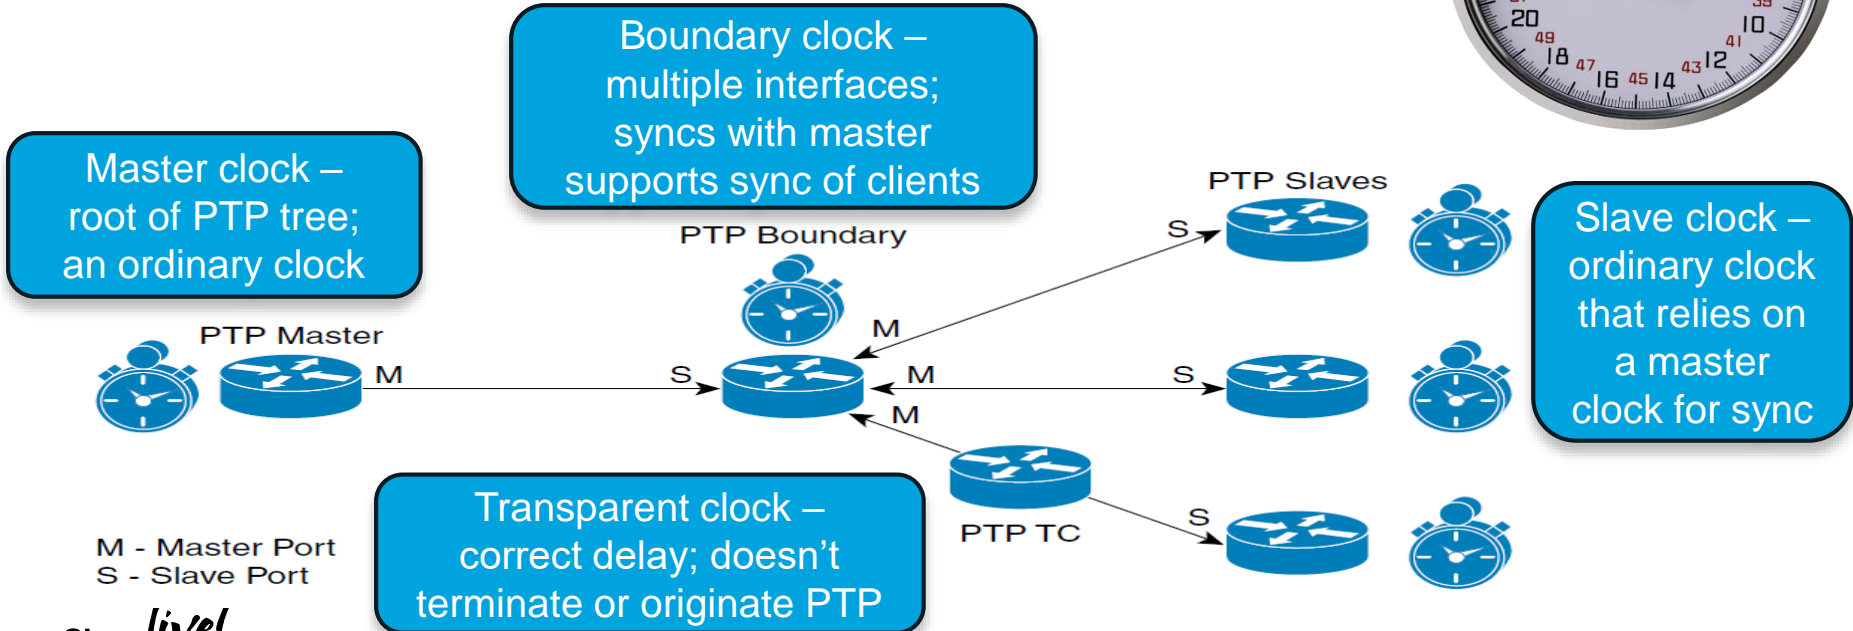 Boundary clock –
multiple interfaces;
syncs with master
supports sync of clients
Master clock –
root of PTP tree;
an ordinary clock
PTP Boundary
PTP Slaves
Slave clock –
ordinary clock
that relies on
a master
clock for sync
PTP Master
M
S
M
S
M
S
M
S
PTP TC
Transparent clock –
correct delay; doesn't
terminate or originate PTP
M - Master Port
S - Slave Port
live!
20
49
18
47
16
45
14
43
12
41
10
39